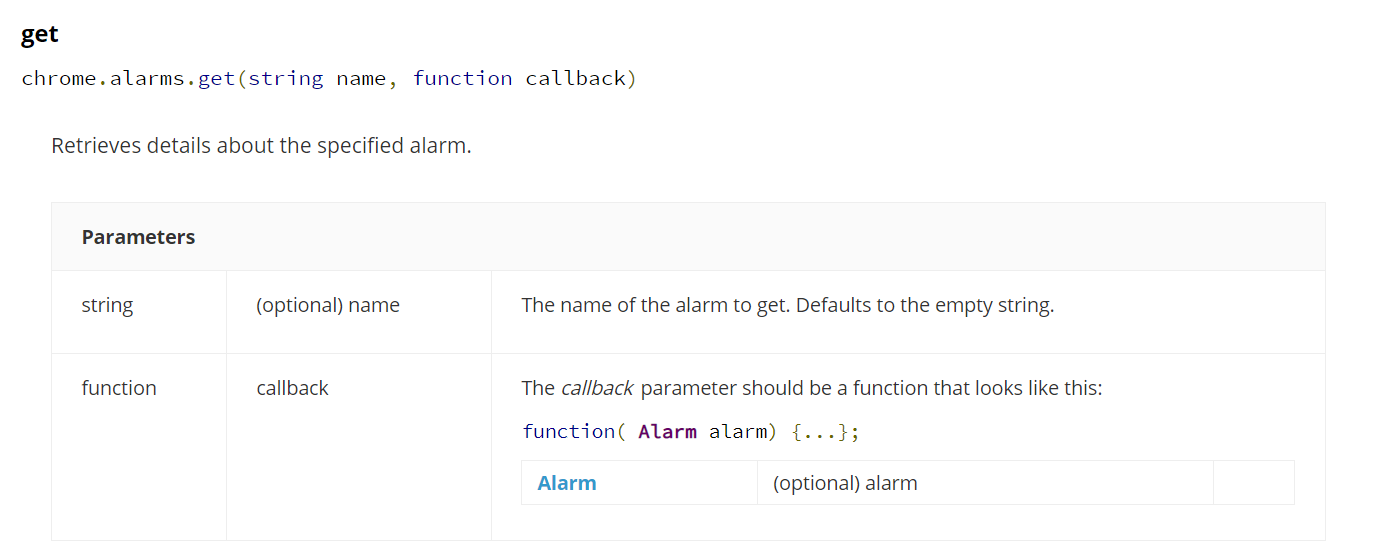 get
chrome.alarms.get(string name, function callback)
Retrieves details about the specified alarm.
Parameters
string (optional) name The name of the alarm to get. Defaults to the empty string.
function callback The callback parameter should be a function that looks like this:
function( Alarm alarm) {...};
Alarm (optional) alarm